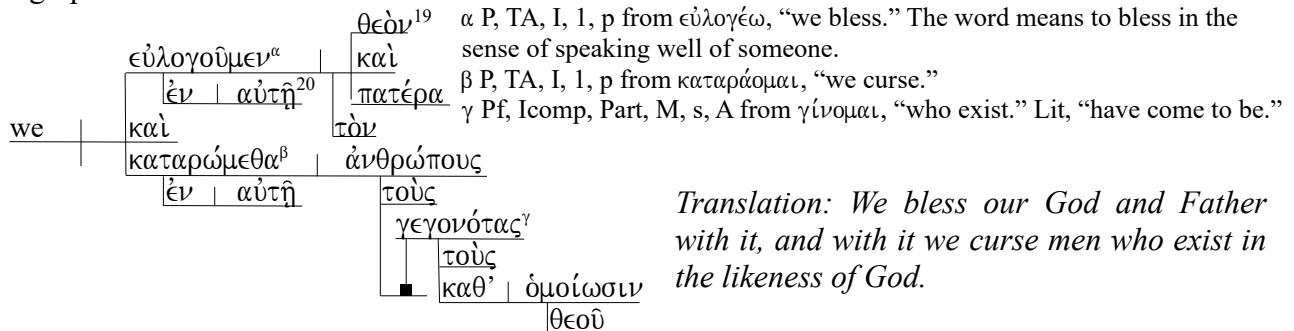 θεὸν19
εὐλογοῦμενα
καὶ
ἐν αὐτῇ20
πατέρα
we
καὶ
τὸν
καταρώμεθαβ ἀνθρώπους
ἐν αὐτῇ
τοὺς
γεγονόταςγ
τοὺς
καθ’ ὁμοίωσιν
θεοῦ
α P, TA, I, 1, p from εὐλογέω, “we bless.” The word means to bless in the
sense of speaking well of someone.
β P, TA, I, 1, p from καταράομαι, “we curse.”
γ Pf, Icomp, Part, M, s, A from γίνομαι, “who exist.” Lit, “have come to be.”
Translation: We bless our God and Father
with it, and with it we curse men who exist in
the likeness of God.